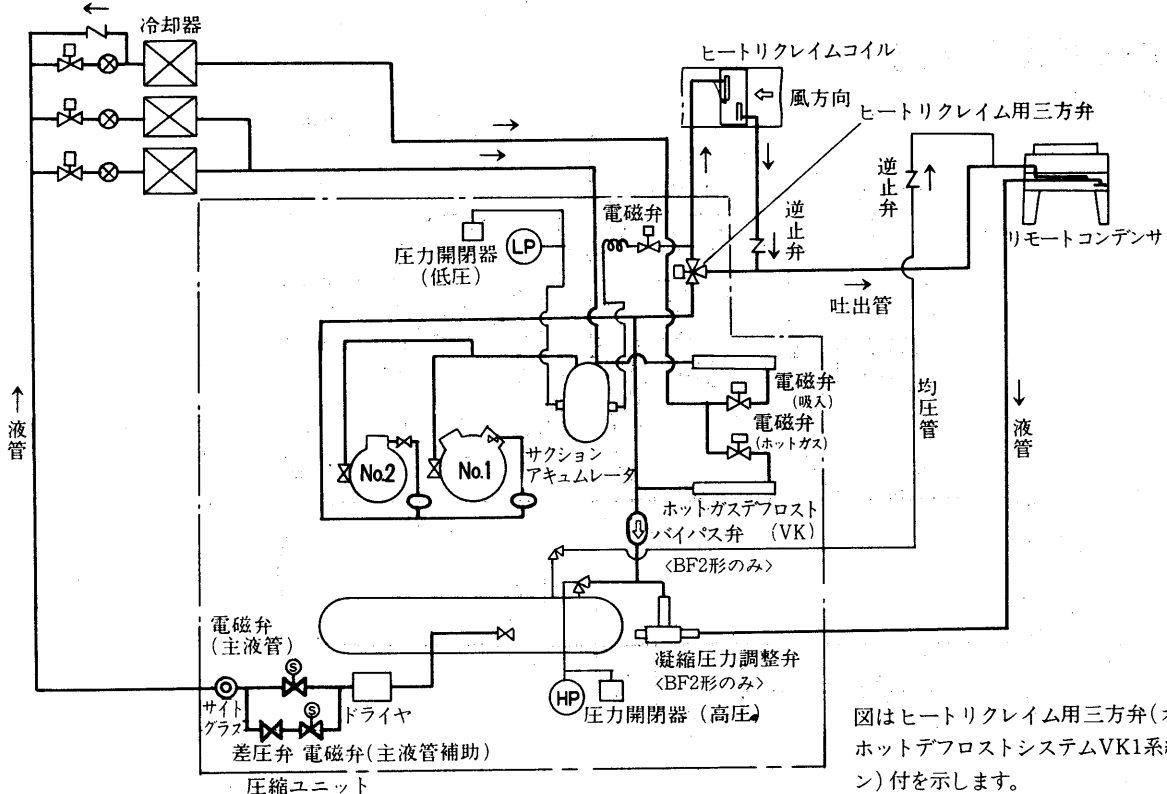 冷却器
ヒートリクレイムコイル
風方向
ヒートリクレイム用三方弁
逆止弁
電磁弁
圧力開閉器
(低圧)
LP
逆止弁
リモートコンデンサ
吐出管
電磁弁
(吸入)
電磁弁
(ホットガス)
均圧管
液管
液管
No.2
No.1
サクション
アキュムレータ
ホットガスデフロスト
バイパス弁 (VK)
<BF2形のみ>
電磁弁
(主液管)
S
凝縮圧力調整弁
<BF2形のみ>
HP
圧力開閉器(高圧)
サイト
グラス
ドライヤ
S
差圧弁 電磁弁(主液管補助)
圧縮ユニット
図はヒートリクレイム用三方弁(
ホットデフロストシステムVK1系
ン)付を示します。